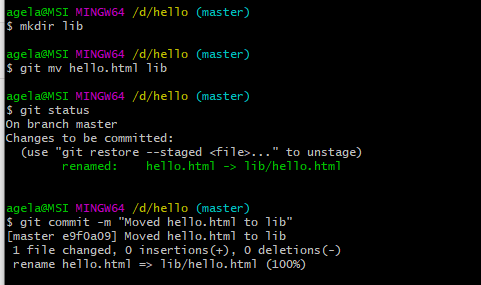 agela@MSI MINGW64 /d/hello (master)
$ mkdir lib
agela@MSI MINGW64 /d/hello (master)
$ git mv hello.html lib
agela@MSI MINGW64 /d/hello (master)
$ git status
On branch master
Changes to be committed:
  (use "git restore --staged <file>..." to unstage)
        renamed:    hello.html -> lib/hello.html
agela@MSI MINGW64 /d/hello (master)
$ git commit -m "Moved hello.html to lib"
[master e9f0a09] Moved hello.html to lib
 1 file changed, 0 insertions(+), 0 deletions(-)
 rename hello.html => lib/hello.html (100%)